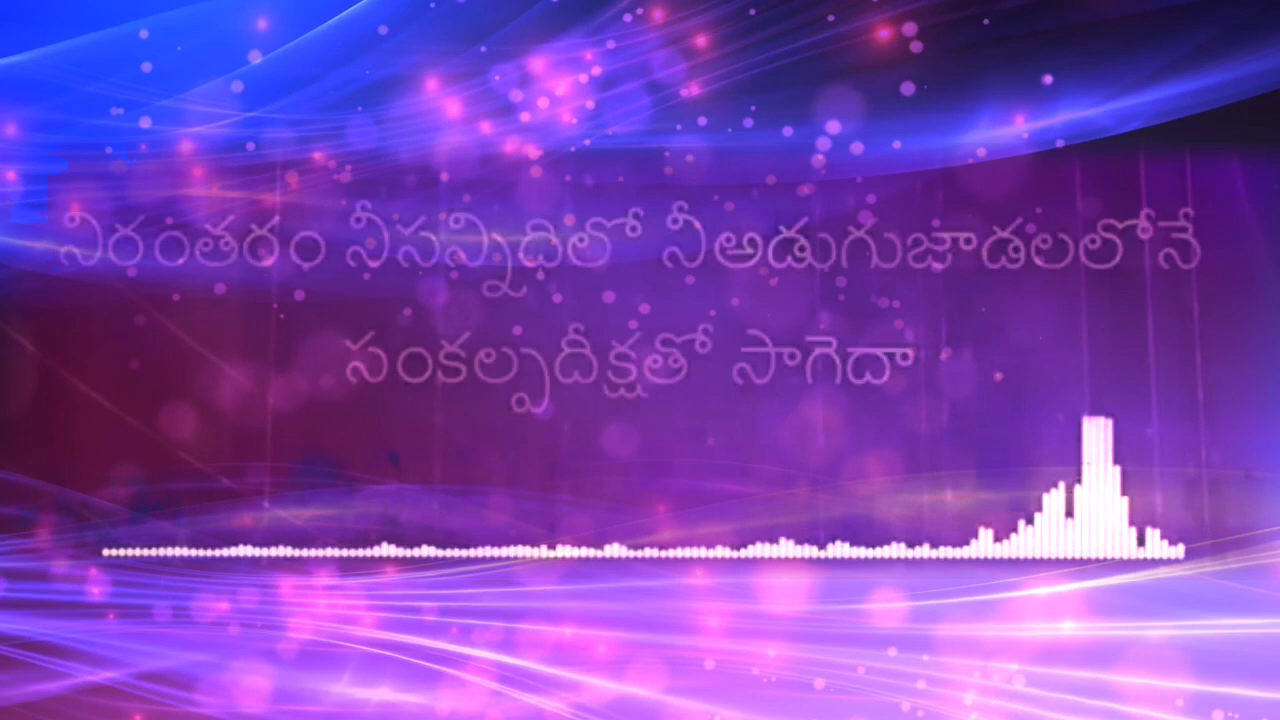 నిరంతరం నీసన్నిధిలో నీఅడుగుజాడలలోనే
సంకల్పదీక్షతో సాగెదా